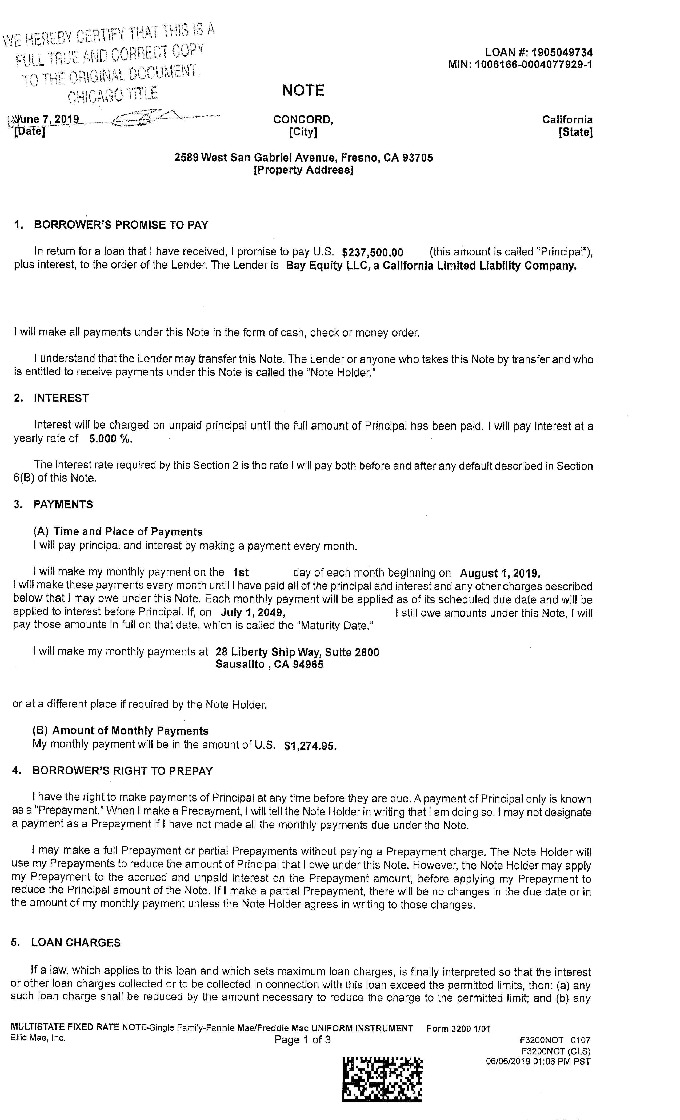 WE HEREBY CERTIFY THAT THIS IS A
FULL TRUE AND CORRECT COPY
TO THE ORIGINAL DOCUMENT
CHICAGO TITLE
LOAN #: 1905049734
MIN: 1006166-0004077929-1
NOTE
June 7, 2019
[Date]
CONCORD,
[City]
California
[State]
2589 West San Gabriel Avenue, Fresno, CA 93705
[Property Address]
1. BORROWER'S PROMISE TO PAY
In return for a loan that I have received, I promise to pay U.S. $237,500.00 (this amount is called "Principal"),
plus interest, to the order of the Lender. The Lender is Bay Equity LLC, a California Limited Liability Company.
I will make all payments under this Note in the form of cash, check or money order.
I understand that the Lender may transfer this Note. The Lender or anyone who takes this Note by transfer and who
is entitled to receive payments under this Note is called the "Note Holder."
2. INTEREST
Interest will be charged on unpaid principal until the full amount of Principal has been paid. I will pay interest at a
yearly rate of 5.000 %.
The interest rate required by this Section 2 is the rate I will pay both before and after any default described in Section
6(B) of this Note.
3. PAYMENTS
(A) Time and Place of Payments
I will pay principal and interest by making a payment every month.
I will make my monthly payment on the 1st day of each month beginning on August 1, 2019.
I will make these payments every month until I have paid all of the principal and interest and any other charges described
below that I may owe under this Note. Each monthly payment will be applied as of its scheduled due date and will be
applied to interest before Principal. If, on July 1, 2049, I still owe amounts under this Note, I will
pay those amounts in full on that date, which is called the "Maturity Date."
I will make my monthly payments at 28 Liberty Ship Way, Suite 2800
Sausalito , CA 94965
or at a different place if required by the Note Holder.
(B) Amount of Monthly Payments
My monthly payment will be in the amount of U.S. $1,274.95.
4. BORROWER'S RIGHT TO PREPAY
I have the right to make payments of Principal at any time before they are due. A payment of Principal only is known
as a "Prepayment." When I make a Prepayment, I will tell the Note Holder in writing that I am doing so. I may not designate
a payment as a Prepayment if I have not made all the monthly payments due under the Note.
I may make a full Prepayment or partial Prepayments without paying a Prepayment charge. The Note Holder will
use my Prepayments to reduce the amount of Principal that I owe under this Note. However, the Note Holder may apply
my Prepayment to the accrued and unpaid interest on the Prepayment amount, before applying my Prepayment to
reduce the Principal amount of the Note. If I make a partial Prepayment, there will be no changes in the due date or in
the amount of my monthly payment unless the Note Holder agrees in writing to those changes.
5. LOAN CHARGES
If a law, which applies to this loan and which sets maximum loan charges, is finally interpreted so that the interest
or other loan charges collected or to be collected in connection with this loan exceed the permitted limits, then: (a) any
such loan charge shall be reduced by the amount necessary to reduce the charge to the permitted limit; and (b) any
MULTISTATE FIXED RATE NOTE-Single Family-Fannie Mae/Freddie Mac UNIFORM INSTRUMENT Form 3200 1/01
Ellie Mae, Inc.
Page 1 of 3
F3200NOT 0107
F3200NOT (CLS)
06/06/2019 01:06 PM PST